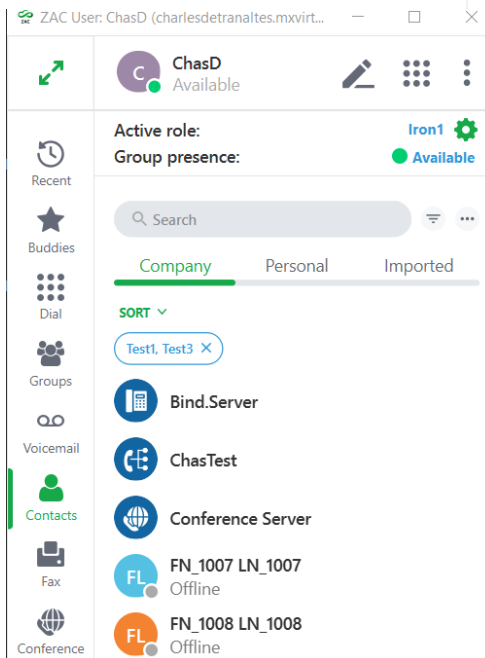 ZAC User: ChasD (charlesdetranaltes.mxvirt...
C
ChasD
Available
Active role:
Iron1
Group presence:
Available
Recent
Buddies
Dial
Groups
Voicemail
Contacts
Fax
Conference
Search
Company Personal Imported
SORT
Test1, Test3
Bind.Server
ChasTest
Conference Server
FL
FN_1007 LN_1007
Offline
FL
FN_1008 LN_1008
Offline